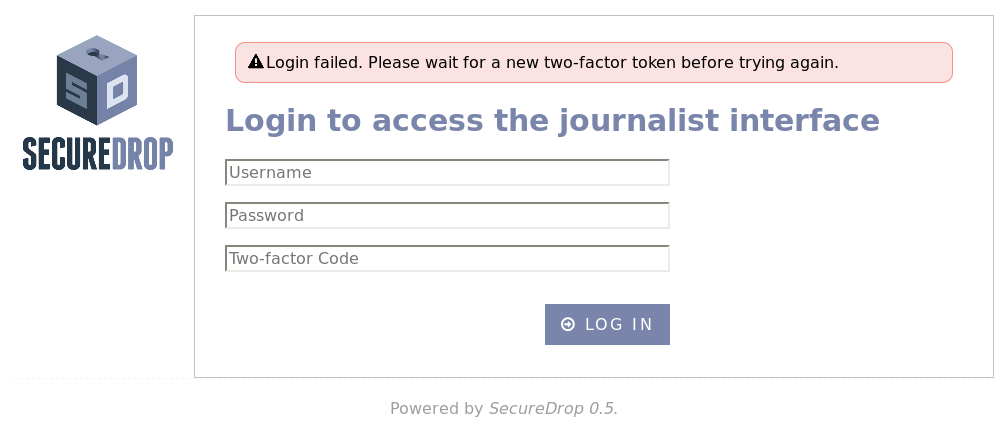 SD
SECUREDROP
Login failed. Please wait for a new two-factor token before trying again.
Login to access the journalist interface
Username
Password
Two-factor Code
LOG IN
Powered by SecureDrop 0.5.